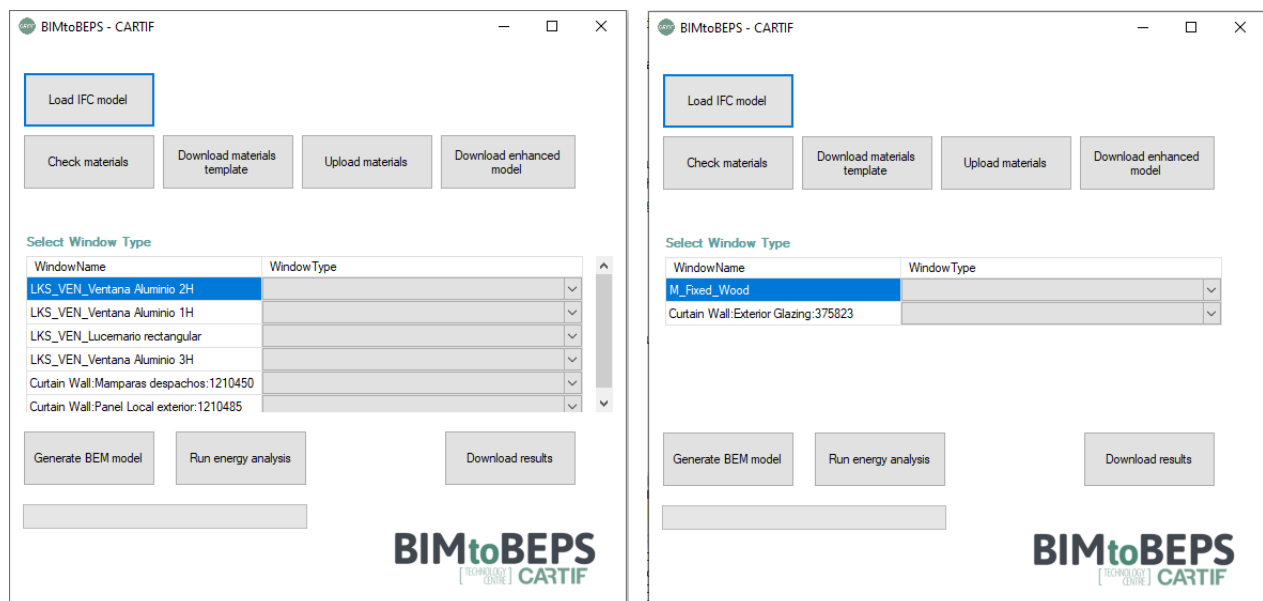 BIMtoBEPS - CARTIF
Load IFC model
Check materials
Download materials
template
Upload materials
Download enhanced
model
Select Window Type
WindowName WindowType
LKS_VEN_Ventana Aluminio 2H
LKS_VEN_Ventana Aluminio 1H
LKS_VEN_Lucernario rectangular
LKS_VEN_Ventana Aluminio 3H
Curtain Wall:Mamparas despachos:1210450
Curtain Wall:Panel Local exterior:1210485
Generate BEM model
Run energy analysis
Download results
BIMtoBEPS
[TECHNOLOGY CENTRE] CARTIF
BIMtoBEPS - CARTIF
Load IFC model
Check materials
Download materials
template
Upload materials
Download enhanced
model
Select Window Type
WindowName WindowType
M_Fixed_Wood
Curtain Wall:Exterior Glazing:375823
Generate BEM model
Run energy analysis
Download results
BIMtoBEPS
[TECHNOLOGY CENTRE] CARTIF